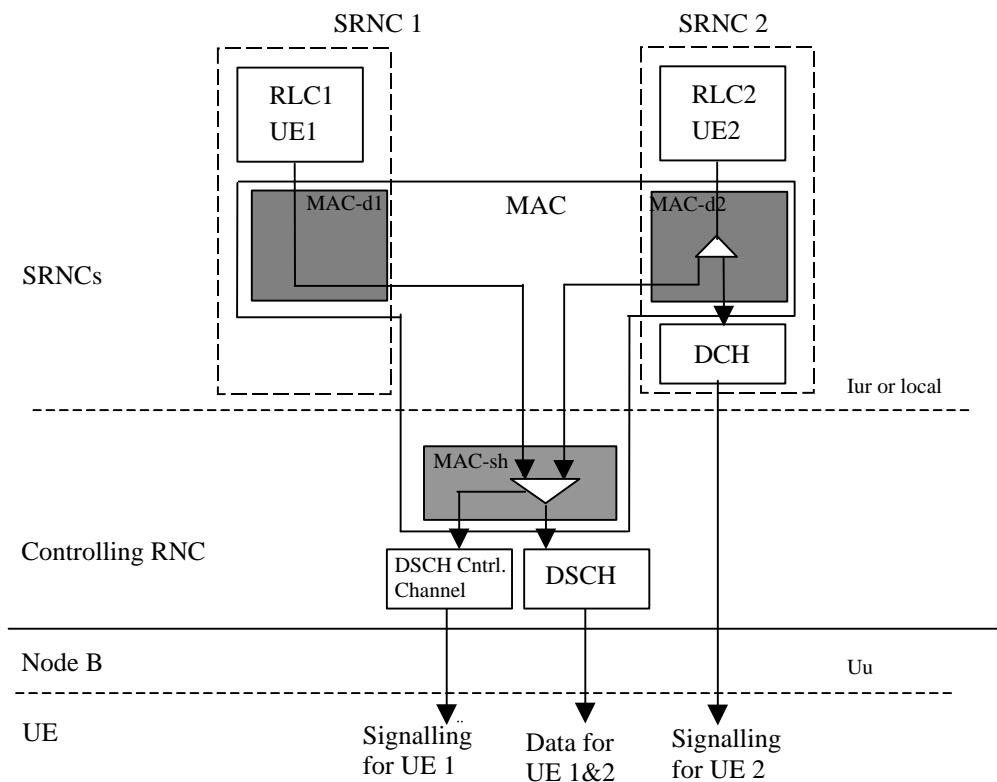 SRNC 1
SRNC 2
RLC1
UE1
RLC2
UE2
MAC-d1
MAC
MAC-d2
SRNCs
DCH
Iur or local
MAC-sh
Controlling RNC
DSCH Cntrl.
Channel
DSCH
Node B
Uu
UE
Signalling
for UE 1
Data for
UE 1&2
Signalling
for UE 2